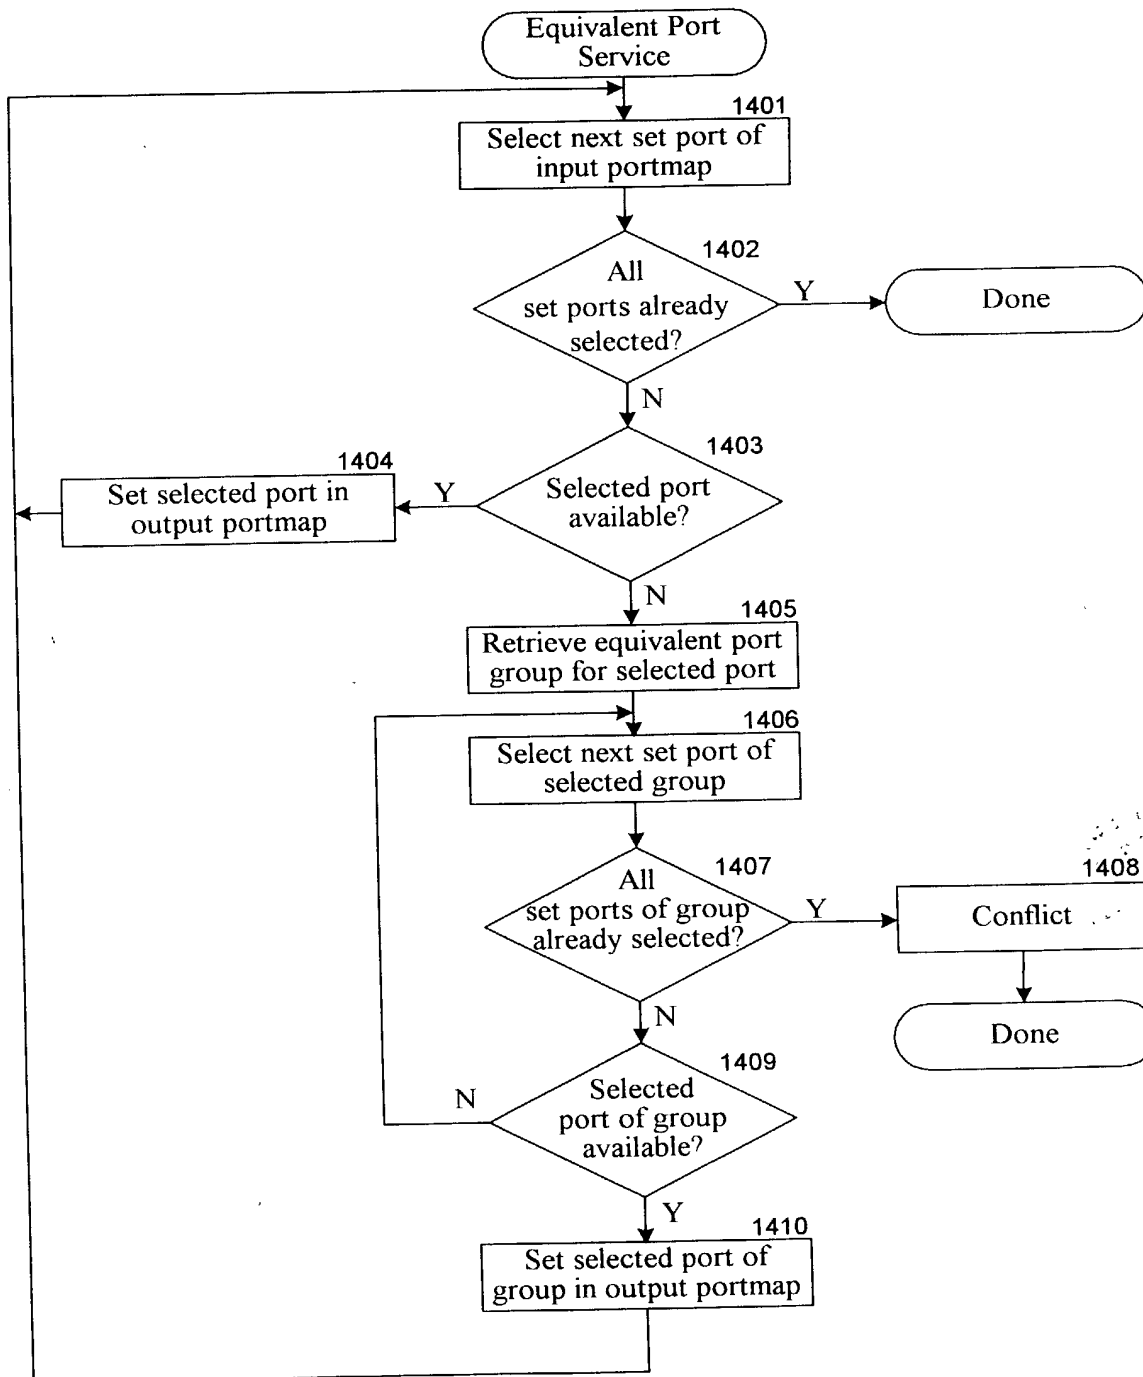 Equivalent Port
Service
1401
Select next set port of
input portmap
1402
All
set ports already
selected?
Y
Done
N
1403
Selected port
available?
Y
1404
Set selected port in
output portmap
N
1405
Retrieve equivalent port
group for selected port
1406
Select next set port of
selected group
1407
All
set ports of group
already selected?
Y
1408
Conflict
Done
N
1409
Selected
port of group
available?
N
Y
1410
Set selected port of
group in output portmap